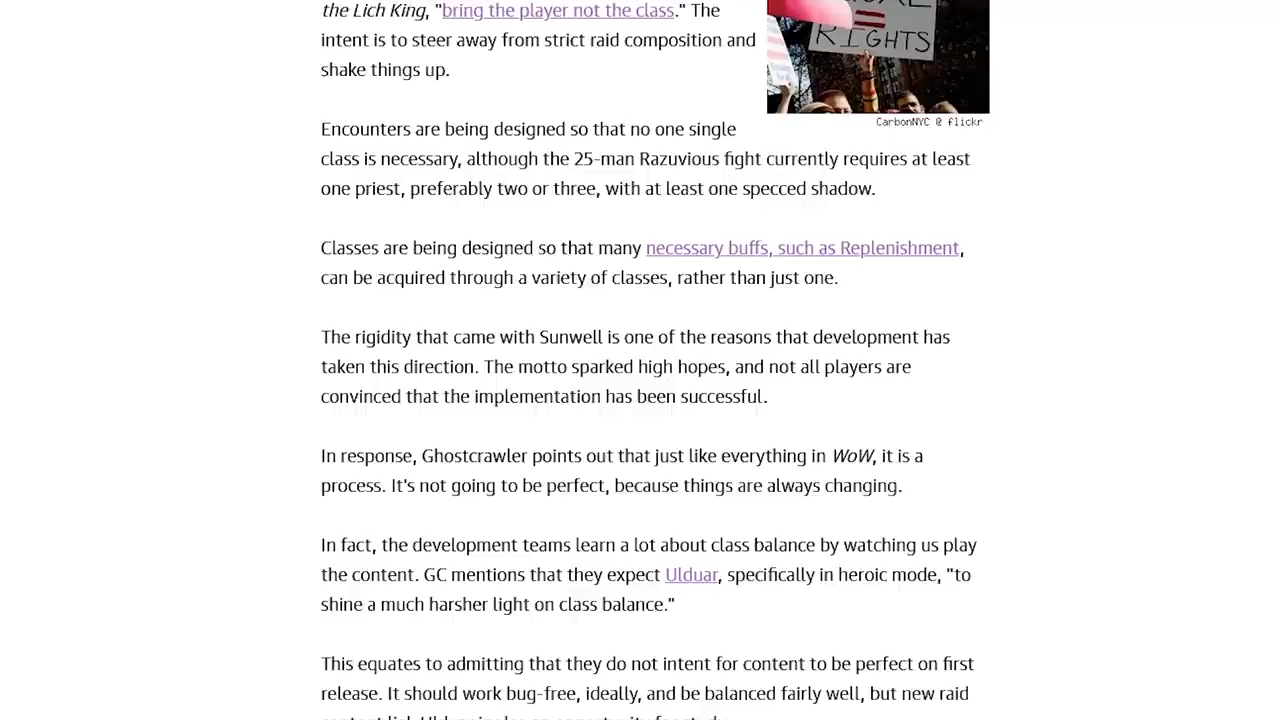 the Lich King, "bring the player not the class." The
intent is to steer away from strict raid composition and
shake things up.
RIGHTS
CarbonNYC @ flickr
Encounters are being designed so that no one single
class is necessary, although the 25-man Razuvious fight currently requires at least
one priest, preferably two or three, with at least one specced shadow.
Classes are being designed so that many necessary buffs, such as Replenishment,
can be acquired through a variety of classes, rather than just one.
The rigidity that came with Sunwell is one of the reasons that development has
taken this direction. The motto sparked high hopes, and not all players are
convinced that the implementation has been successful.
In response, Ghostcrawler points out that just like everything in WoW, it is a
process. It's not going to be perfect, because things are always changing.
In fact, the development teams learn a lot about class balance by watching us play
the content. GC mentions that they expect Ulduar, specifically in heroic mode, "to
shine a much harsher light on class balance."
This equates to admitting that they do not intent for content to be perfect on first
release. It should work bug-free, ideally, and be balanced fairly well, but new raid